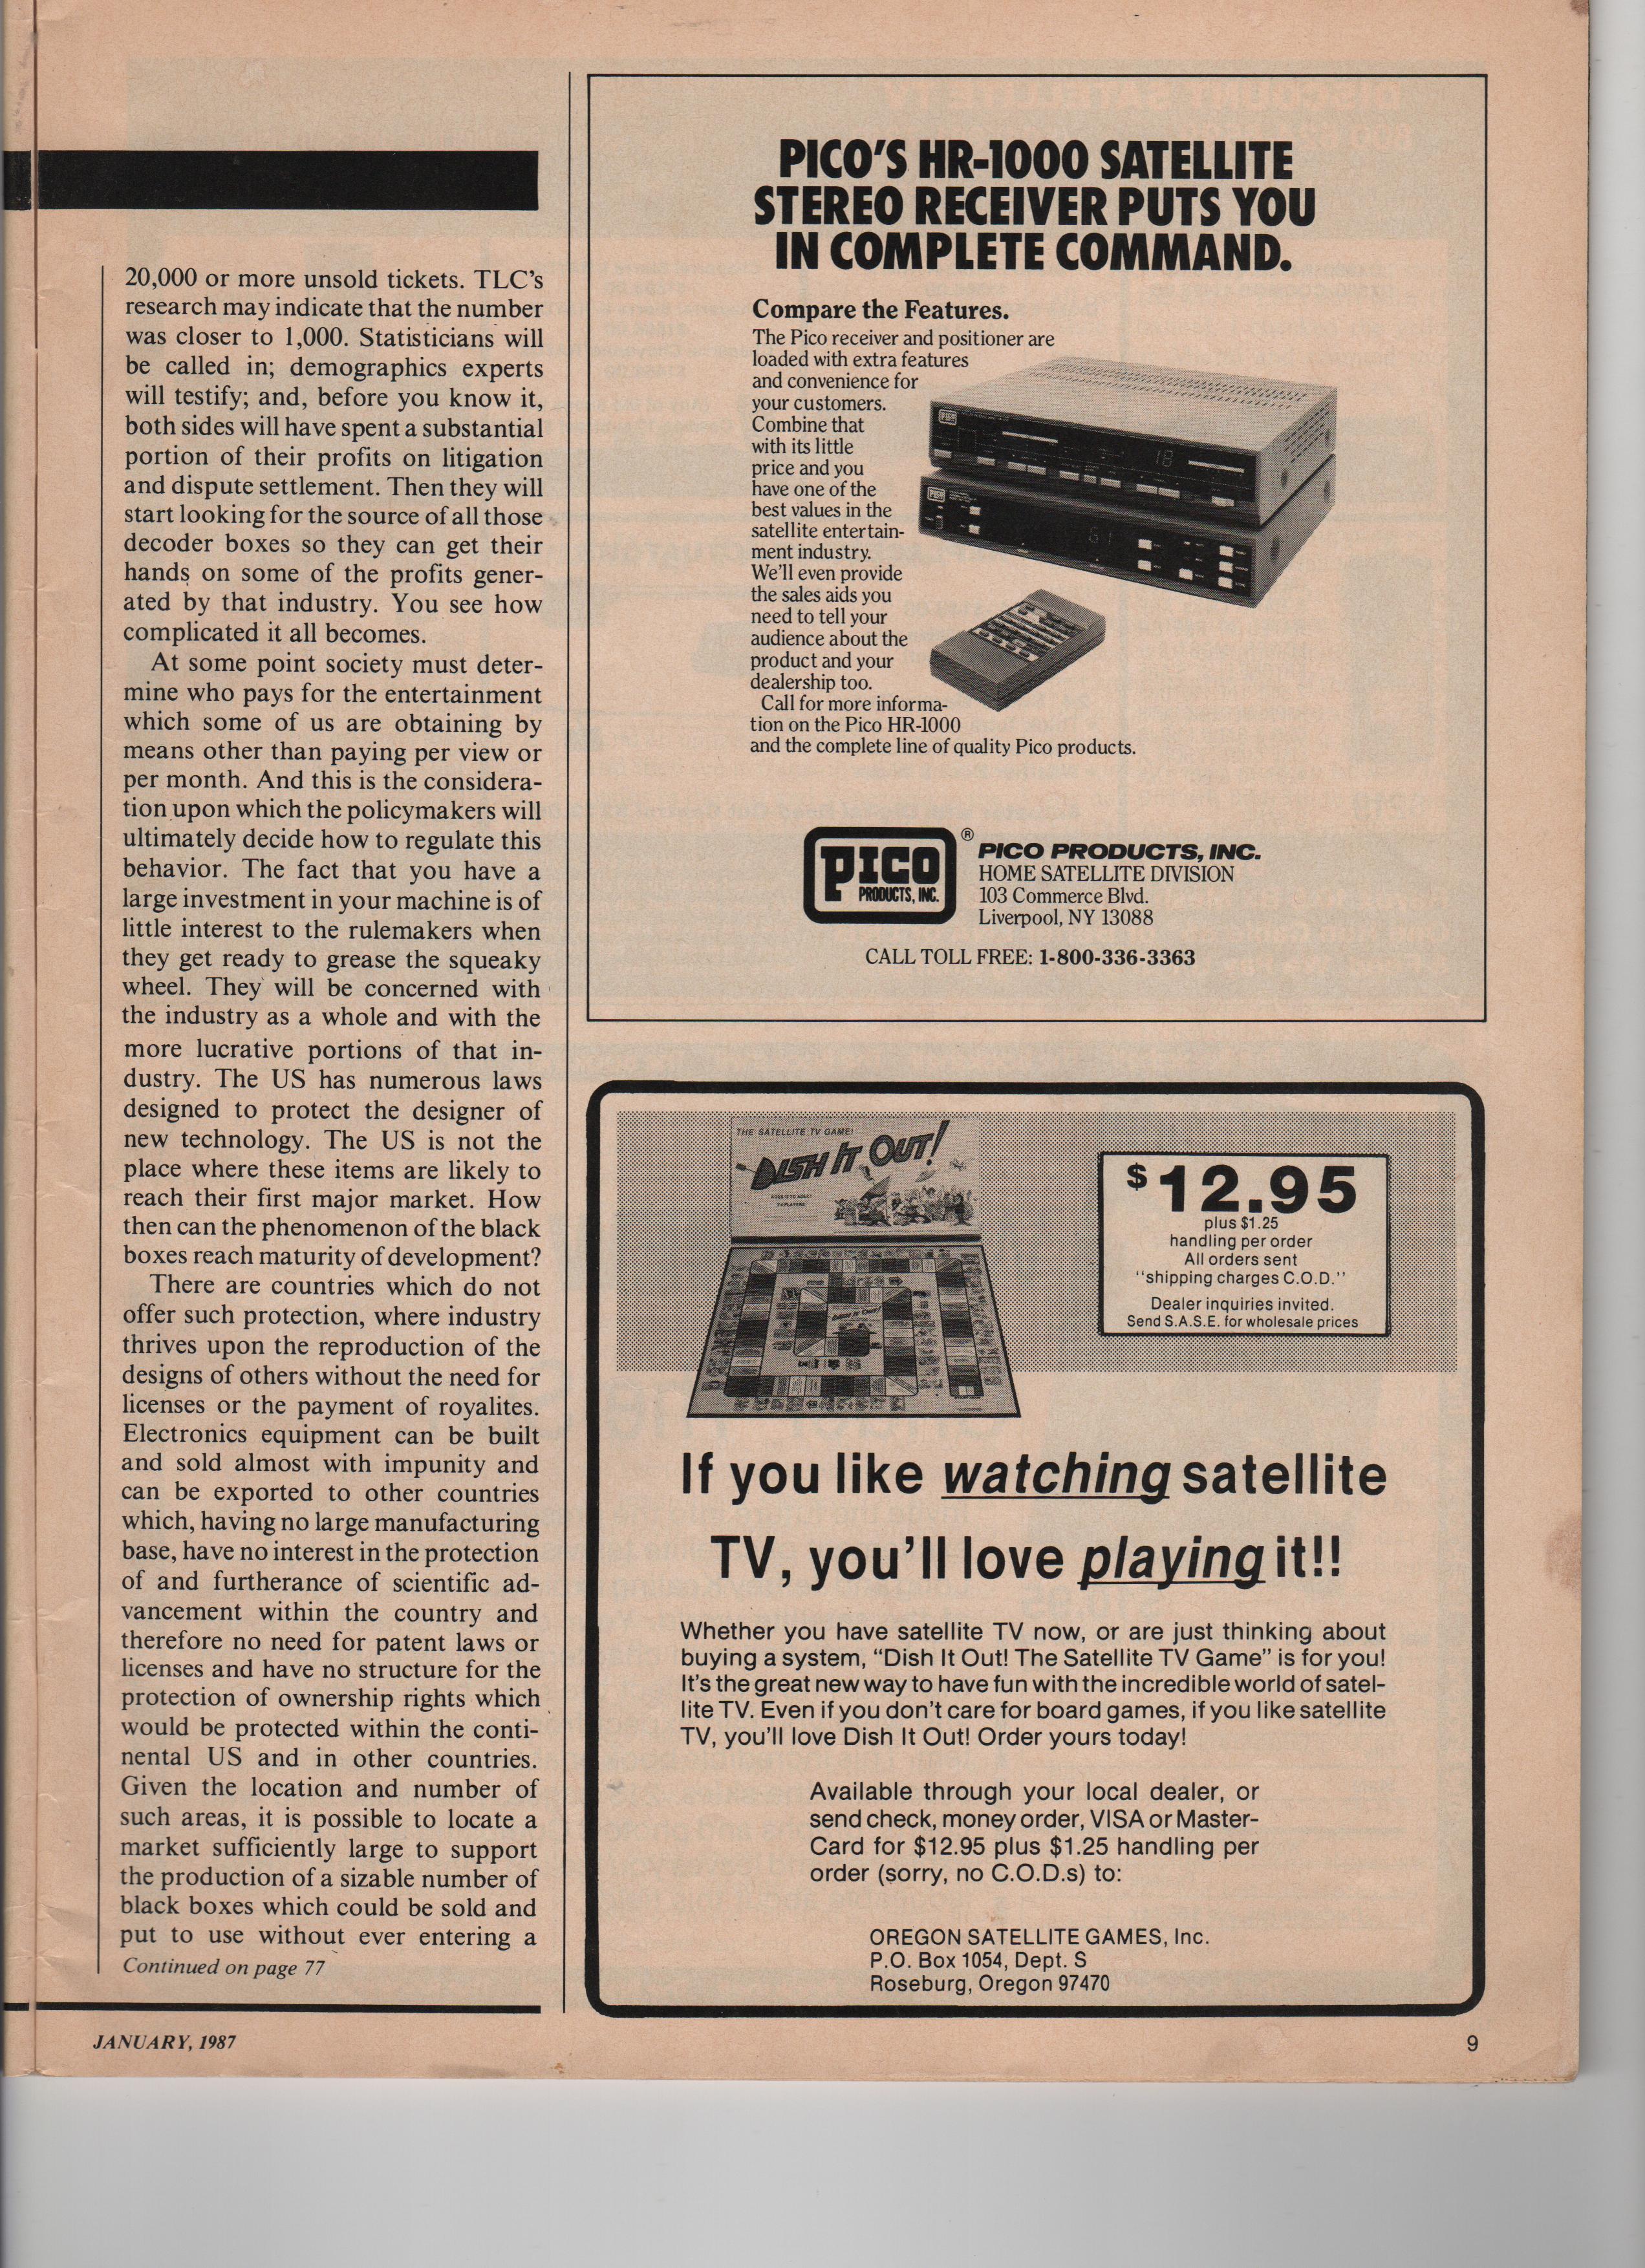 20,000 or more unsold tickets. TLC's
research may indicate that the number
was closer to 1,000. Statisticians will
be called in; demographics experts
will testify; and, before you know it,
both sides will have spent a substantial
portion of their profits on litigation
and dispute settlement. Then they will
start looking for the source of all those
decoder boxes so they can get their
hands on some of the profits gener-
ated by that industry. You see how
complicated it all becomes.
At some point society must deter-
mine who pays for the entertainment
which some of us are obtaining by
means other than paying per view or
per month. And this is the considera-
tion upon which the policymakers will
ultimately decide how to regulate this
behavior. The fact that you have a
large investment in your machine is of
little interest to the rulemakers when
they get ready to grease the squeaky
wheel. They will be concerned with
the industry as a whole and with the
more lucrative portions of that in-
dustry. The US has numerous laws
designed to protect the designer of
new technology. The US is not the
place where these items are likely to
reach their first major market. How
then can the phenomenon of the black
boxes reach maturity of development?
There are countries which do not
offer such protection, where industry
thrives upon the reproduction of the
designs of others without the need for
licenses or the payment of royalites.
Electronics equipment can be built
and sold almost with impunity and
can be exported to other countries
which, having no large manufacturing
base, have no interest in the protection
of and furtherance of scientific ad-
vancement within the country and
therefore no need for patent laws or
licenses and have no structure for the
protection of ownership rights which
would be protected within the conti-
nental US and in other countries.
Given the location and number of
such areas, it is possible to locate a
market sufficiently large to support
the production of a sizable number of
black boxes which could be sold and
put to use without ever entering a
Continued on page 77
PICO'S HR-1000 SATELLITE
STEREO RECEIVER PUTS YOU
IN COMPLETE COMMAND.
Compare the Features.
The Pico receiver and positioner are
loaded with extra features
and convenience for
your customers.
Combine that
with its little
price and you
have one of the
best values in the
satellite entertain-
ment industry.
We'll even provide
the sales aids you
need to tell your
audience about the
product and your
dealership too.
Call for more informa-
tion on the Pico HR-1000
and the complete line of quality Pico products.
PICO
18
PICO
G1
PICO
PRODUCTS, INC.
®
PICO PRODUCTS, INC.
HOME SATELLITE DIVISION
103 Commerce Blvd.
Liverpool, NY 13088
CALL TOLL FREE: 1-800-336-3363
THE SATELLITE TV GAME!
DISH IT OUT!
$12.95
plus $1.25
handling per order
All orders sent
"shipping charges C.O.D."
Dealer inquiries invited.
Send S.A.S.E. for wholesale prices
If you like watching satellite
TV, you'll love playing it!!
Whether you have satellite TV now, or are just thinking about
buying a system, "Dish It Out! The Satellite TV Game" is for you!
It's the great new way to have fun with the incredible world of satel-
lite TV. Even if you don't care for board games, if you like satellite
TV, you'll love Dish It Out! Order yours today!
Available through your local dealer, or
send check, money order, VISA or Master-
Card for $12.95 plus $1.25 handling per
order (sorry, no C.O.D.s) to:
OREGON SATELLITE GAMES, Inc.
P.O. Box 1054, Dept. S
Roseburg, Oregon 97470
JANUARY, 1987
9